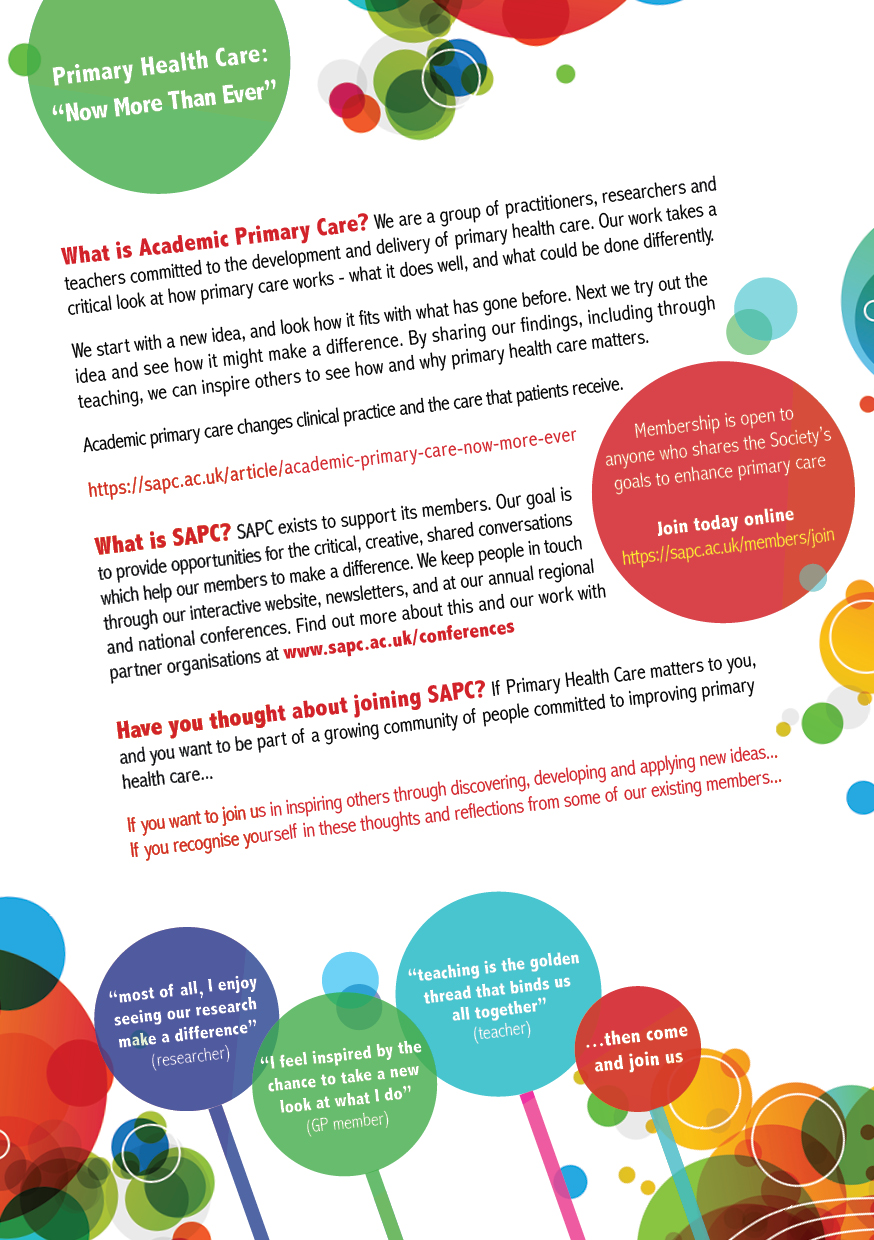 Primary Health Care:
“Now More Than Ever”
What is Academic Primary Care? We are a group of practitioners, researchers and
teachers committed to the development and delivery of primary health care. Our work takes a
critical look at how primary care works - what it does well, and what could be done differently.
We start with a new idea, and look how it fits with what has gone before. Next we try out the
idea and see how it might make a difference. By sharing our findings, including through
teaching, we can inspire others to see how and why primary health care matters.
Academic primary care changes clinical practice and the care that patients receive.
https://sapc.ac.uk/article/academic-primary-care-now-more-ever
Membership is open to
anyone who shares the Society’s
goals to enhance primary care
Join today online
https://sapc.ac.uk/members/join
What is SAPC? SAPC exists to support its members. Our goal is
to provide opportunities for the critical, creative, shared conversations
which help our members to make a difference. We keep people in touch
through our interactive website, newsletters, and at our annual regional
and national conferences. Find out more about this and our work with
partner organisations at www.sapc.ac.uk/conferences
Have you thought about joining SAPC? If Primary Health Care matters to you,
and you want to be part of a growing community of people committed to improving primary
health care...
If you want to join us in inspiring others through discovering, developing and applying new ideas...
If you recognise yourself in these thoughts and reflections from some of our existing members...
“most of all, I enjoy
seeing our research
make a difference”
(researcher)
“I feel inspired by the
chance to take a new
look at what I do”
(GP member)
“teaching is the golden
thread that binds us
all together”
(teacher)
...then come
and join us